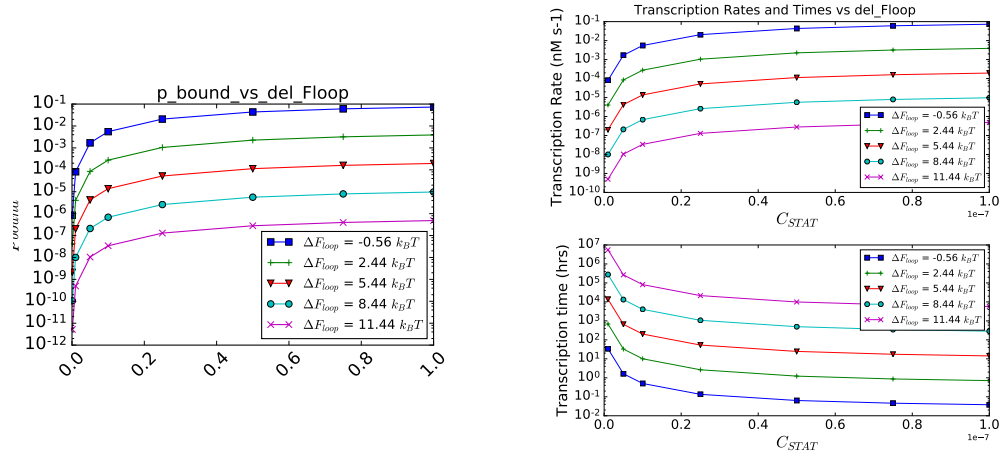 p_bound_vs_del_Floop
10^-1
10^-2
10^-3
10^-4
10^-5
10^-6
10^-7
10^-8
10^-9
10^-10
10^-11
10^-12
0.0 0.2 0.4 0.6 0.8 1.0
ΔF_loop = -0.56 k_BT
ΔF_loop = 2.44 k_BT
ΔF_loop = 5.44 k_BT
ΔF_loop = 8.44 k_BT
ΔF_loop = 11.44 k_BT
Transcription Rates and Times vs del_Floop
Transcription Rate (nM s-1)
10^-1
10^-2
10^-3
10^-4
10^-5
10^-6
10^-7
10^-8
10^-9
10^-10
ΔF_loop = -0.56 k_BT
ΔF_loop = 2.44 k_BT
ΔF_loop = 5.44 k_BT
ΔF_loop = 8.44 k_BT
ΔF_loop = 11.44 k_BT
0.0 0.2 0.4 0.6 0.8 1.0
1e-7
C_STAT
Transcription time (hrs)
10^7
10^6
10^5
10^4
10^3
10^2
10^1
10^0
10^-1
10^-2
ΔF_loop = -0.56 k_BT
ΔF_loop = 2.44 k_BT
ΔF_loop = 5.44 k_BT
ΔF_loop = 8.44 k_BT
ΔF_loop = 11.44 k_BT
0.0 0.2 0.4 0.6 0.8 1.0
1e-7
C_STAT